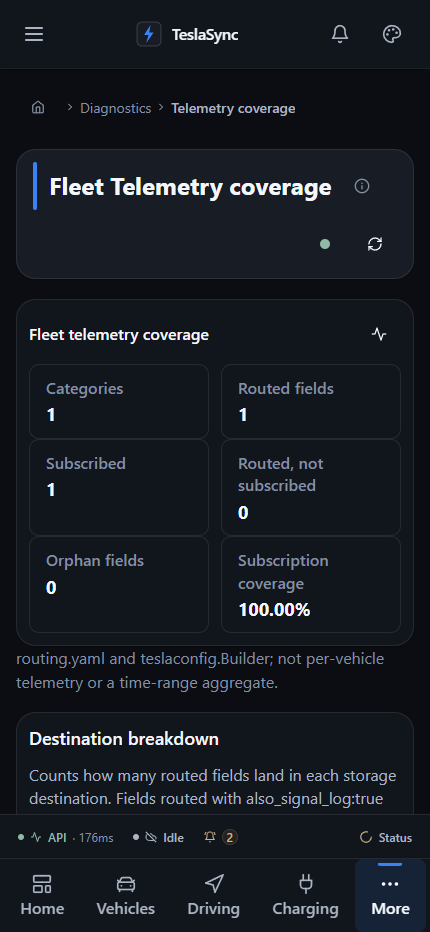 TeslaSync
Diagnostics
Telemetry coverage
Fleet Telemetry coverage
Fleet telemetry coverage
Categories
1
Routed fields
1
Subscribed
1
Routed, not
subscribed
0
Orphan fields
0
Subscription
coverage
100.00%
routing.yaml and teslaconfig.Builder; not per-vehicle
telemetry or a time-range aggregate.
Destination breakdown
Counts how many routed fields land in each storage
destination. Fields routed with also_signal_log:true
API · 176ms
Idle
2
Status
Home
Vehicles
Driving
Charging
More